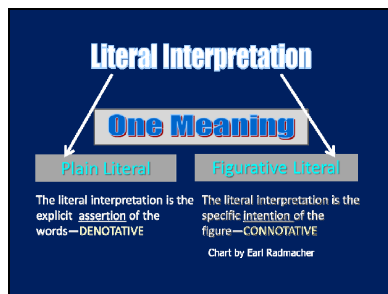 Literal Interpretation
One Meaning
Plain Literal
Figurative Literal
The literal interpretation is the
explicit assertion of the
words—DENOTATIVE
The literal interpretation is the
specific intention of the
figure—CONNOTATIVE
Chart by Earl Radmacher